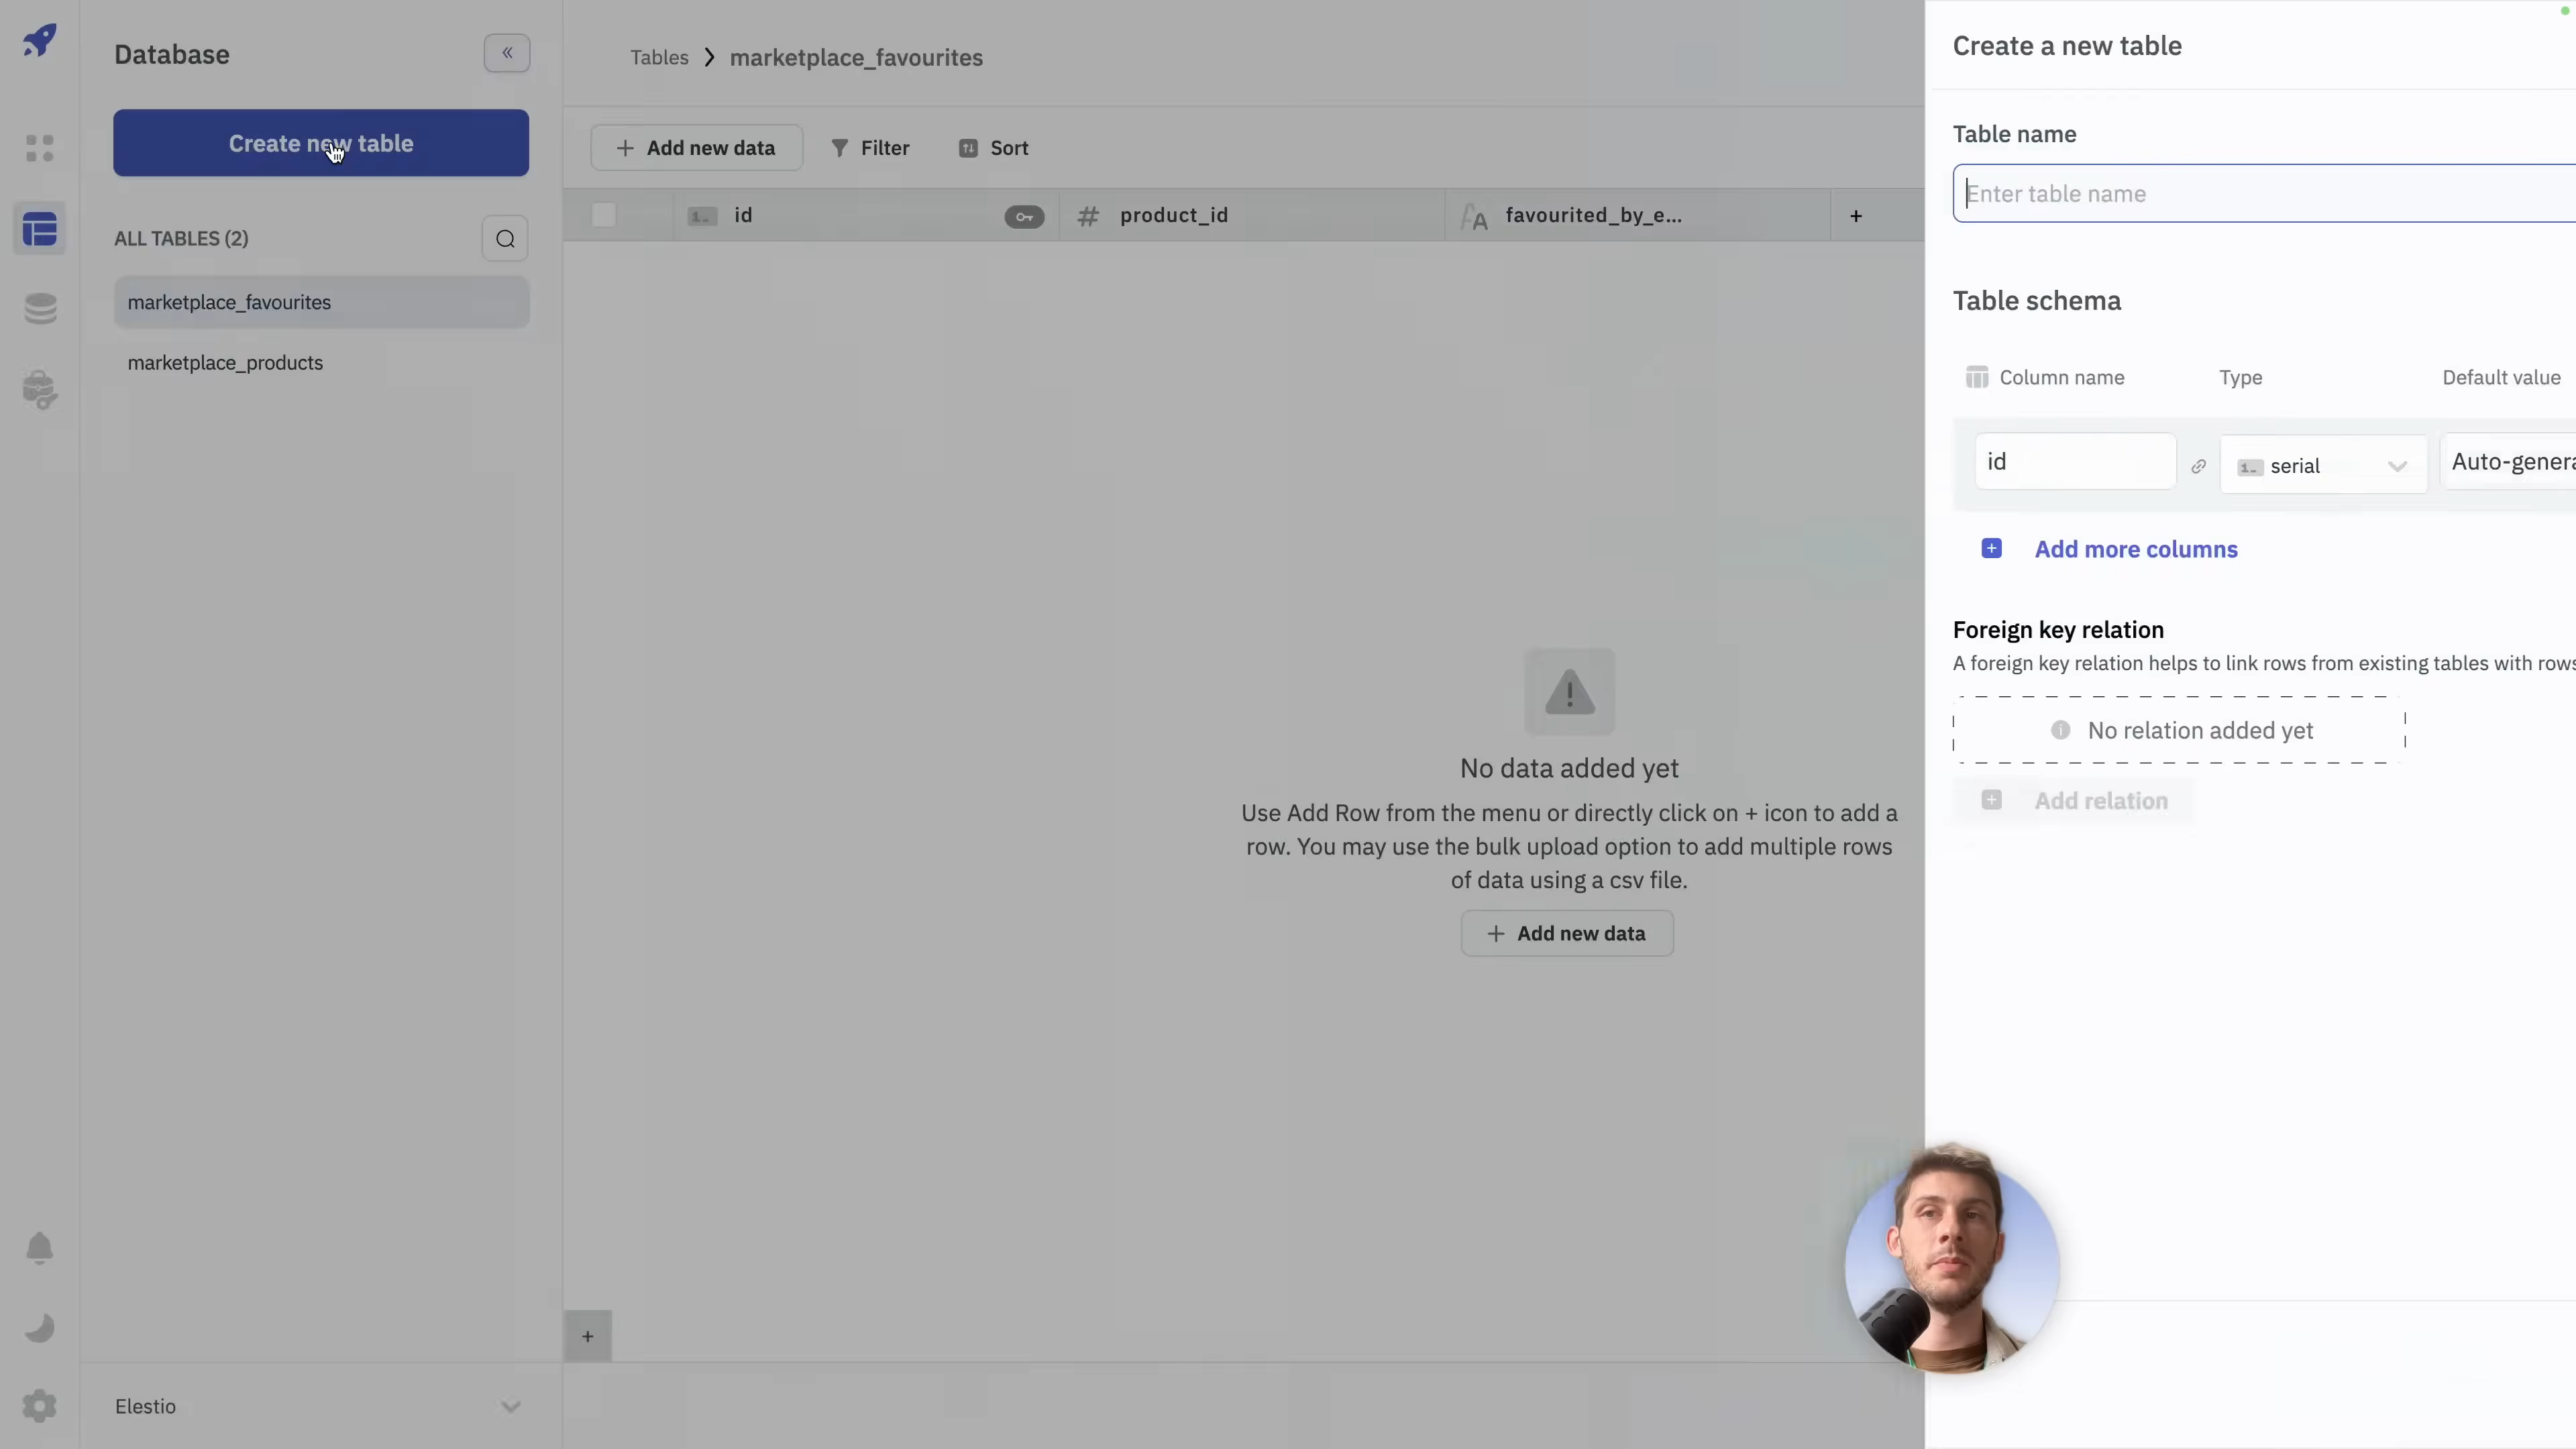 Database
Create new table
ALL TABLES (2)
marketplace_favourites
marketplace_products
Elestio
Tables
marketplace_favourites
Add new data
Filter
Sort
id
product_id
favourited_by_e...
+
No data added yet
Use Add Row from the menu or directly click on + icon to add a
row. You may use the bulk upload option to add multiple rows
of data using a csv file.
+ Add new data
+
Create a new table
Table name
Enter table name
Table schema
Column name
Type
Default value
id
serial
Auto-genera
Add more columns
Foreign key relation
A foreign key relation helps to link rows from existing tables with rows
No relation added yet
Add relation